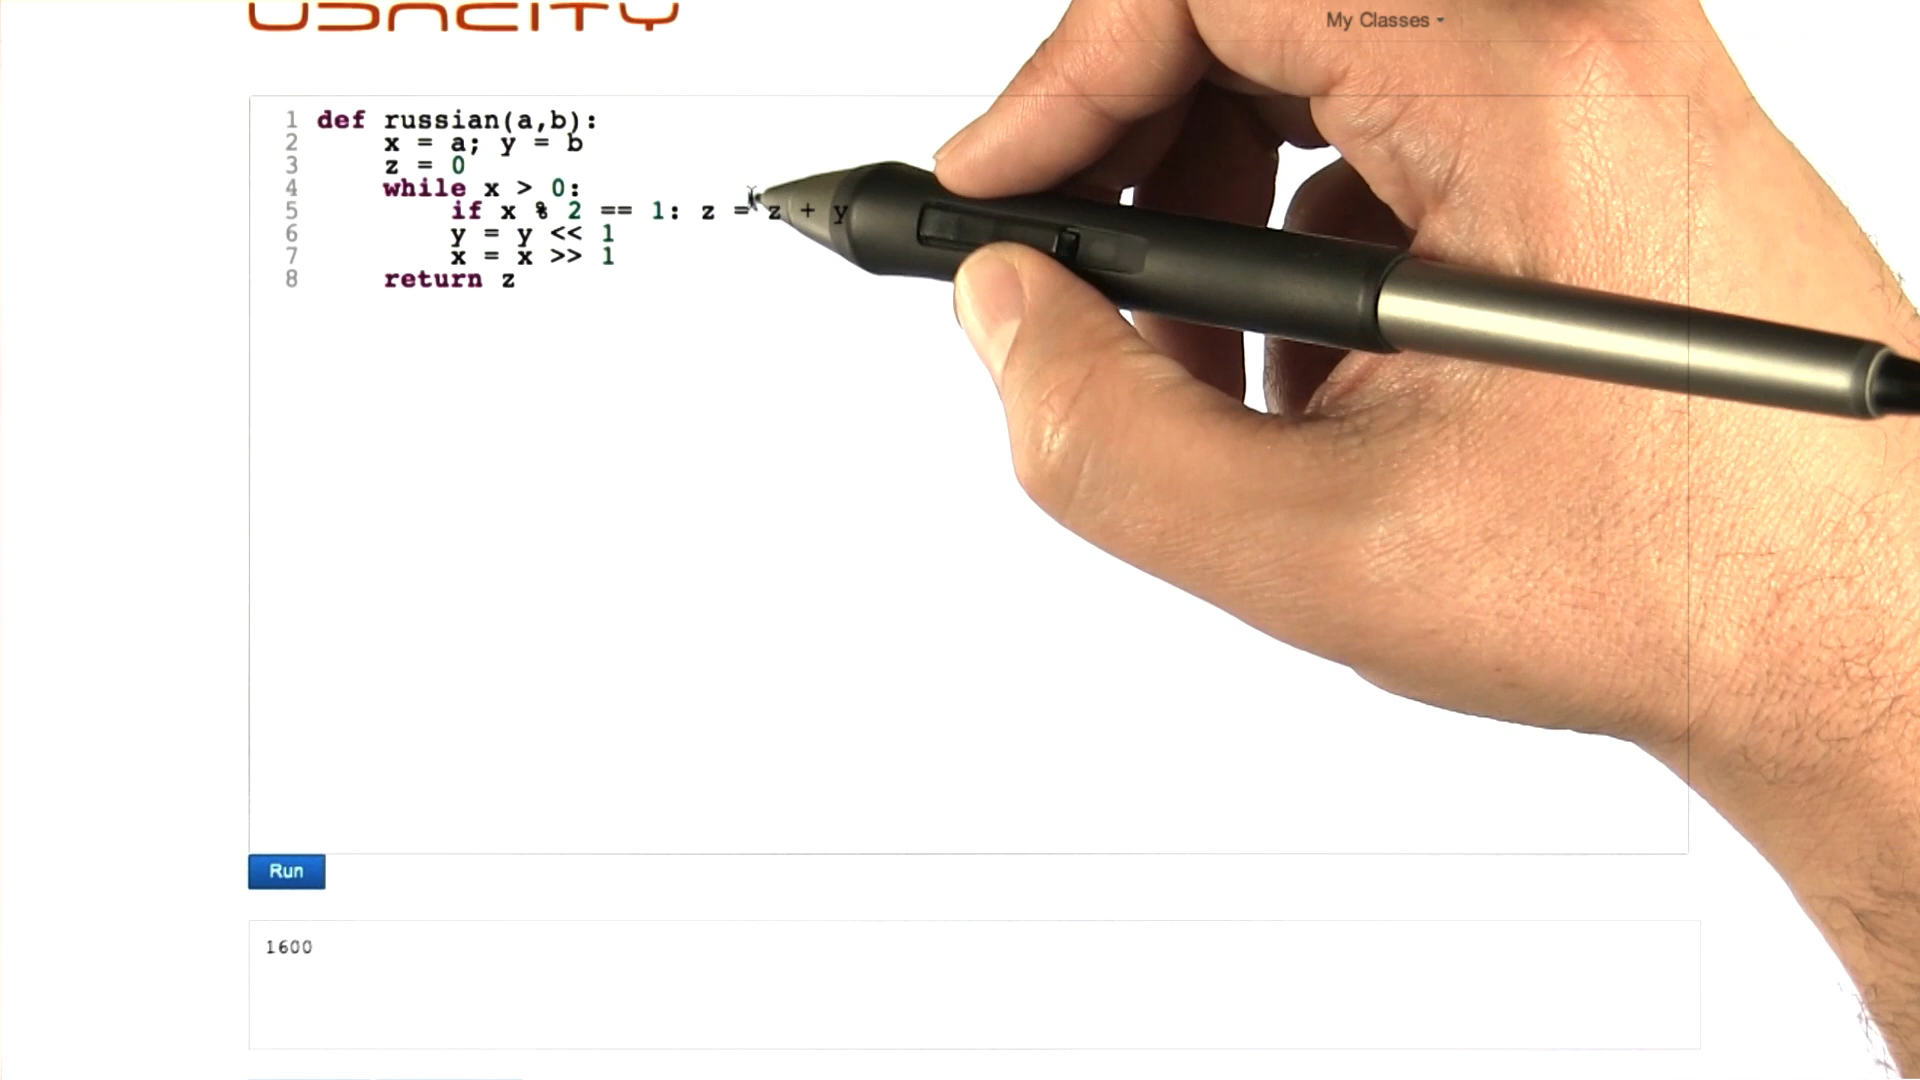 UDACITY
My Classes
1 def russian(a,b):
2 x = a; y = b
3 z = 0
4 while x > 0:
5 if x % 2 == 1: z = z + y
6 y = y << 1
7 x = x >> 1
8 return z
Run
1600